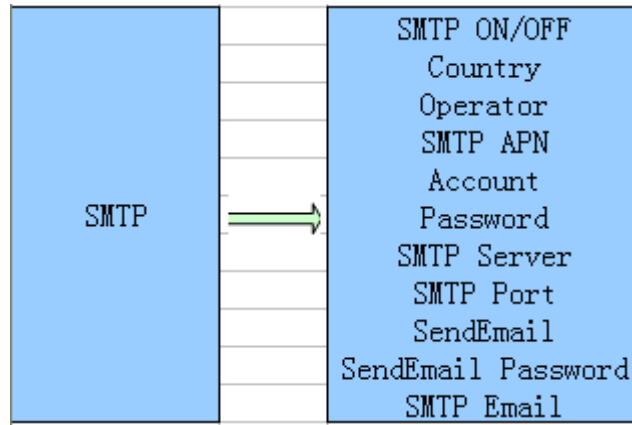 SMTP
SMTP ON/OFF
Country
Operator
SMTP APN
Account
Password
SMTP Server
SMTP Port
SendEmail
SendEmail Password
SMTP Email